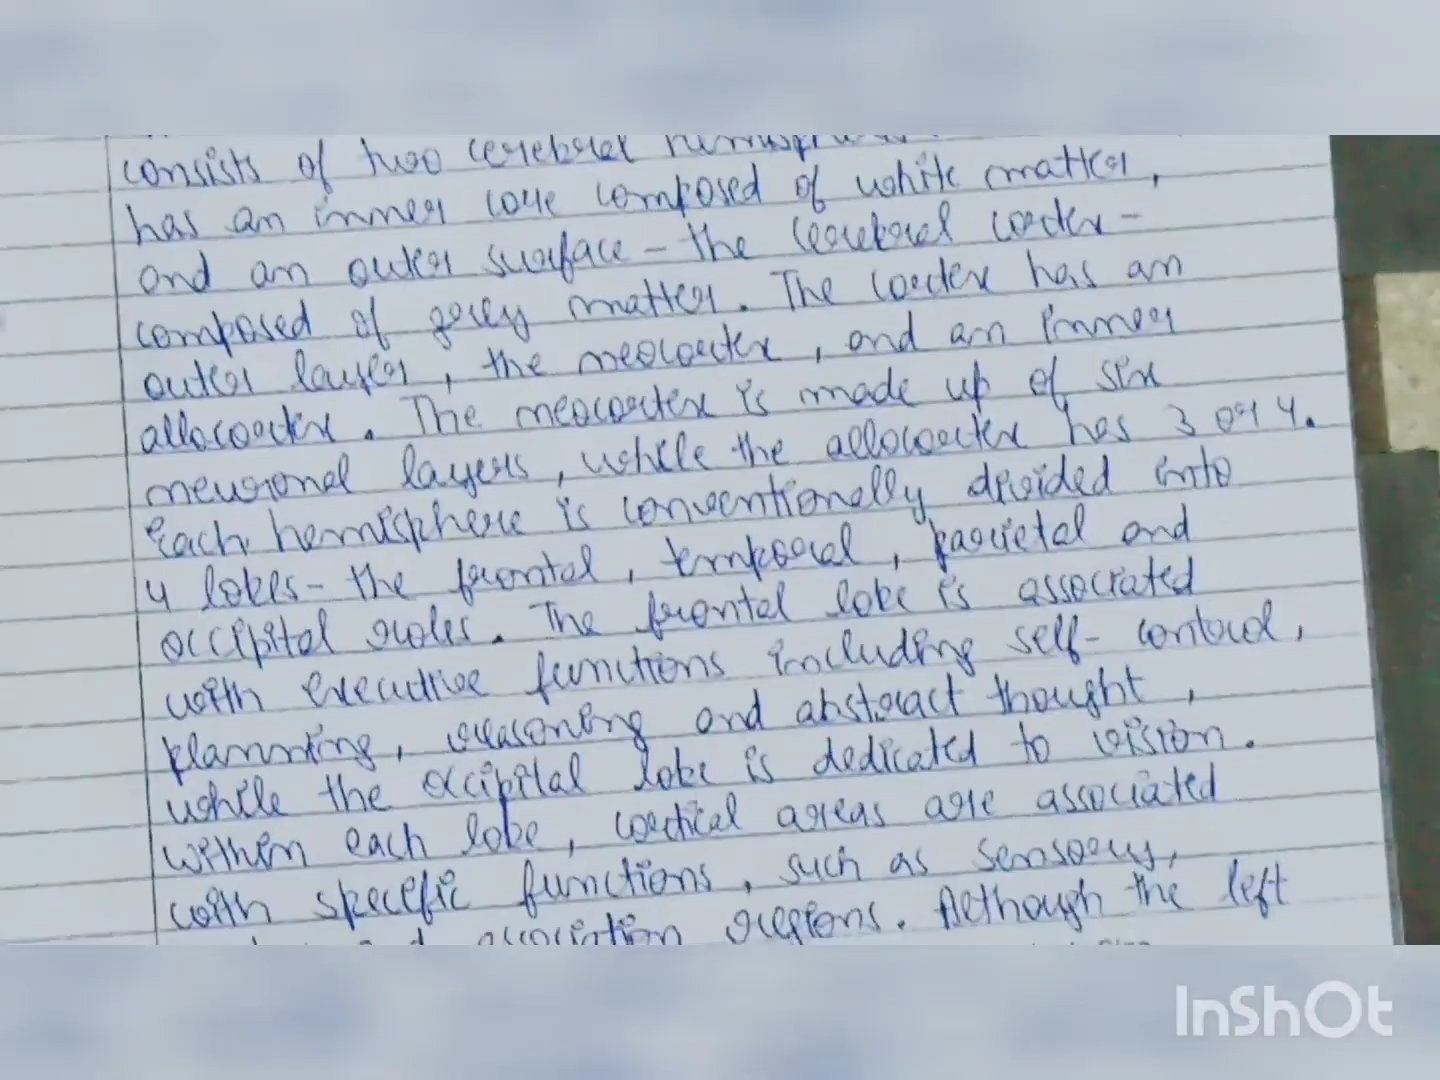 consists of two cerebral hemispheres
has an inner core composed of white matter,
and an outer surface - the cerebral cortex -
composed of grey matter. The cortex has an
outer layer, the neocortex, and an inner
allocortex. The neocortex is made up of six
neuronal layers, while the allocortex has 3 or 4.
Each hemisphere is conventionally divided into
4 lobes - the frontal, temporal, parietal and
occipital roles. The frontal lobe is associated
with executive functions including self-control,
planning, reasoning and abstract thought,
while the occipital lobe is dedicated to vision.
within each lobe, cortical areas are associated
with specific functions, such as sensory,
association regions. Although the left
InShOt